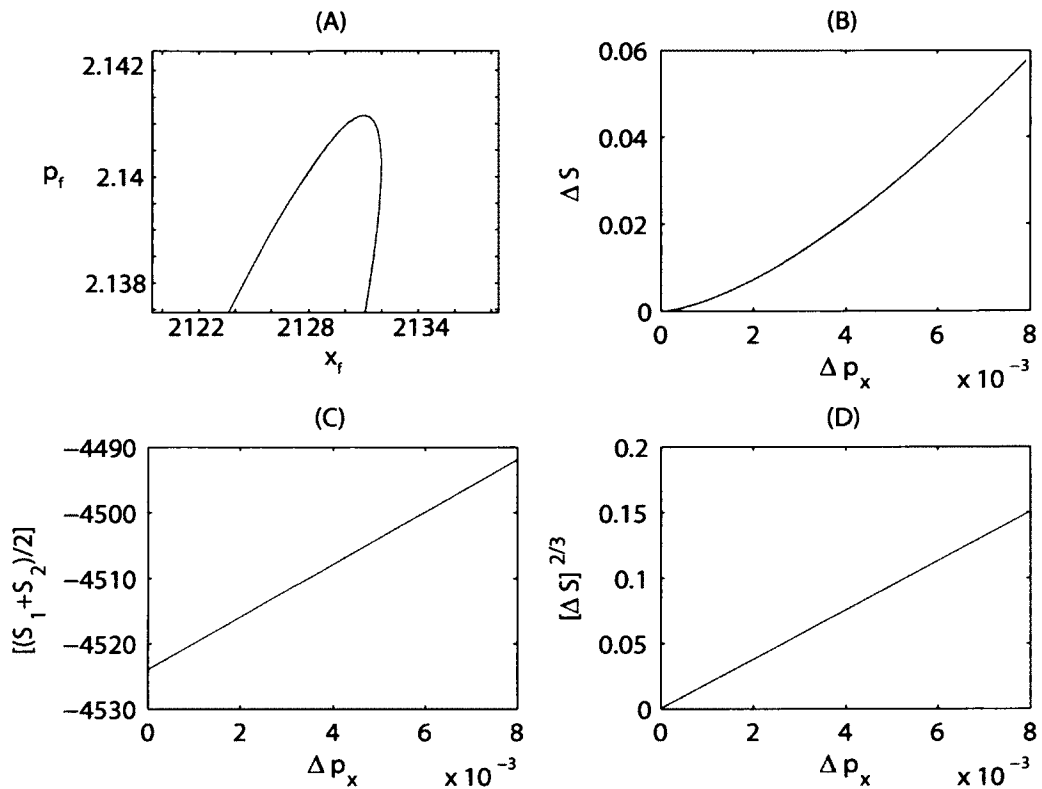 (A)
2.142
2.14
2.138
p_f
2122 2128 2134
x_f
(B)
0.06
0.04
0.02
0
Δ S
0 2 4 6 8
Δ p_x x 10^-3
(C)
−4490
−4500
−4510
−4520
−4530
[(S_1+S_2)/2]
0 2 4 6 8
Δ p_x x 10^-3
(D)
0.2
0.15
0.1
0.05
0
[Δ S]^2/3
0 2 4 6 8
Δ p_x x 10^-3